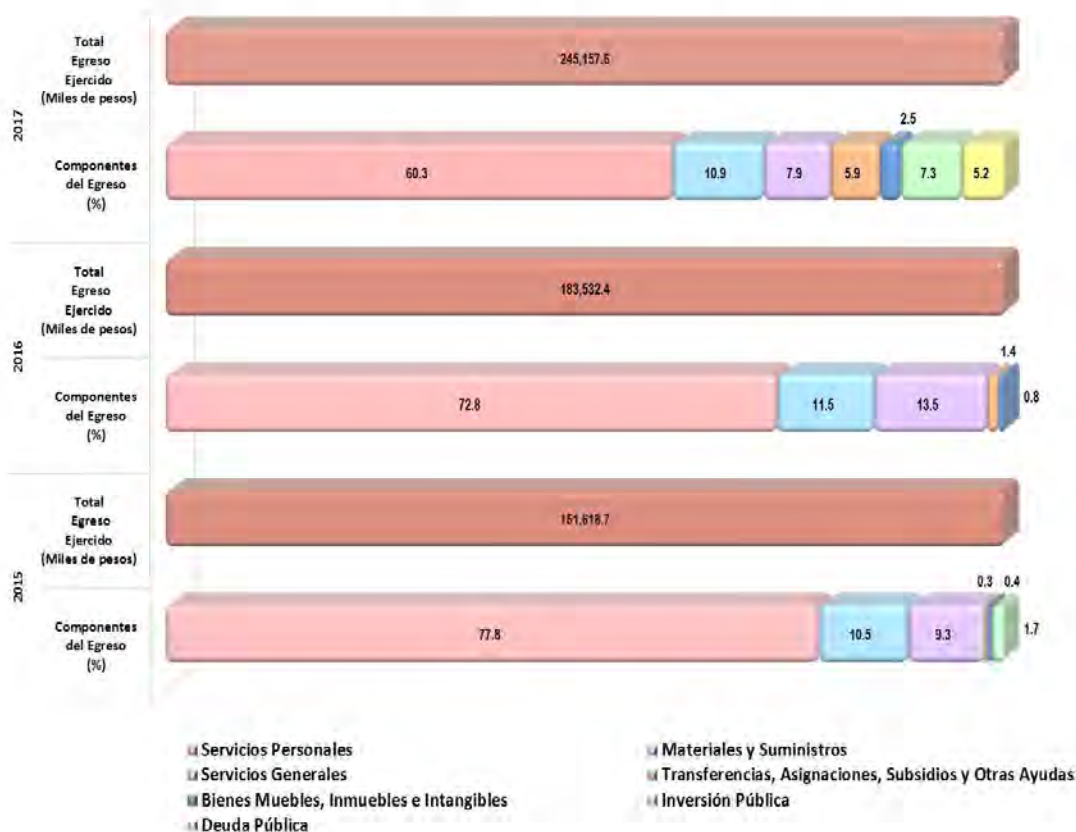 2017
Total
Egreso
Ejercido
(Miles de pesos)
245,157.6
Componentes
del Egreso
(%)
60.3 10.9 7.9 5.9 2.5 7.3 5.2
2016
Total
Egreso
Ejercido
(Miles de pesos)
183,532.4
Componentes
del Egreso
(%)
72.8 11.5 13.5 1.4 0.8
2015
Total
Egreso
Ejercido
(Miles de pesos)
151,618.7
Componentes
del Egreso
(%)
77.8 10.5 9.3 0.3 0.4 1.7
Servicios Personales
Materiales y Suministros
Servicios Generales
Transferencias, Asignaciones, Subsidios y Otras Ayudas
Bienes Muebles, Inmuebles e Intangibles
Inversión Pública
Deuda Pública